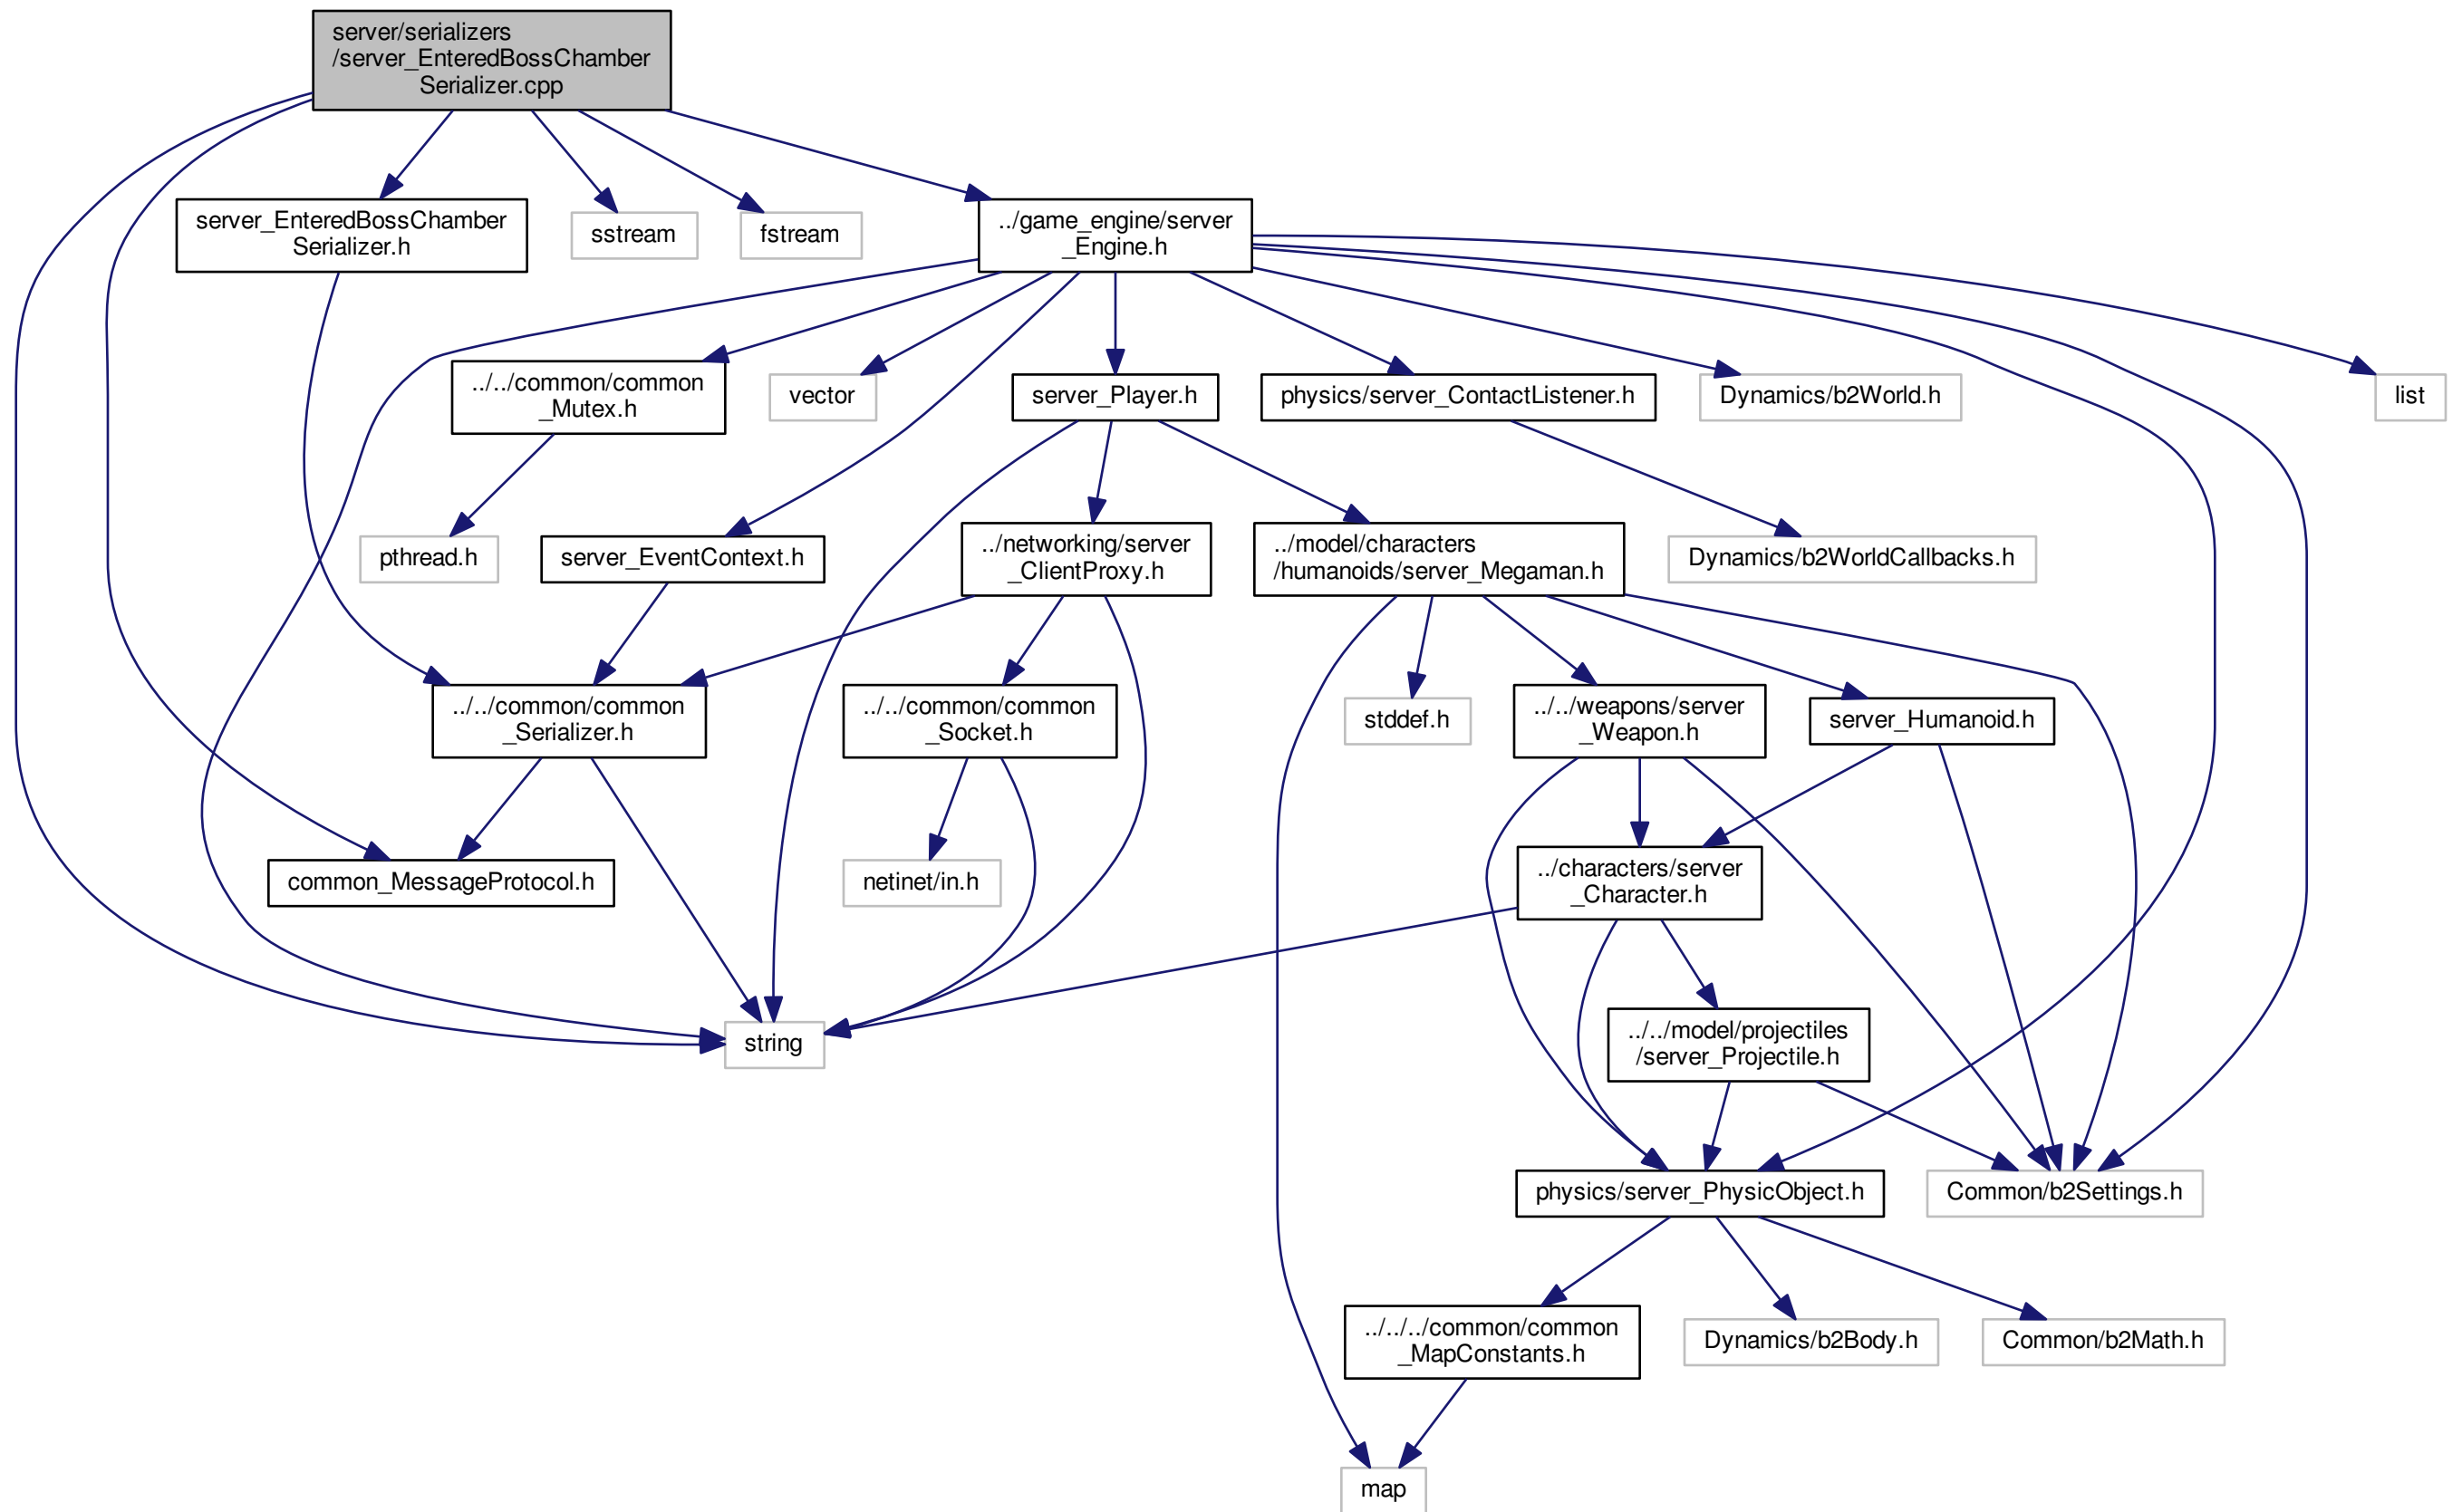 server/serializers
/server_EnteredBossChamber
Serializer.cpp
server_EnteredBossChamber
Serializer.h
sstream
fstream
../game_engine/server
_Engine.h
../../common/common
_Mutex.h
vector
server_Player.h
physics/server_ContactListener.h
Dynamics/b2World.h
list
pthread.h
server_EventContext.h
../networking/server
_ClientProxy.h
../model/characters
/humanoids/server_Megaman.h
Dynamics/b2WorldCallbacks.h
../../common/common
_Serializer.h
../../common/common
_Socket.h
stddef.h
../../weapons/server
_Weapon.h
server_Humanoid.h
common_MessageProtocol.h
netinet/in.h
../characters/server
_Character.h
string
../../model/projectiles
/server_Projectile.h
physics/server_PhysicObject.h
Common/b2Settings.h
../../../common/common
_MapConstants.h
Dynamics/b2Body.h
Common/b2Math.h
map